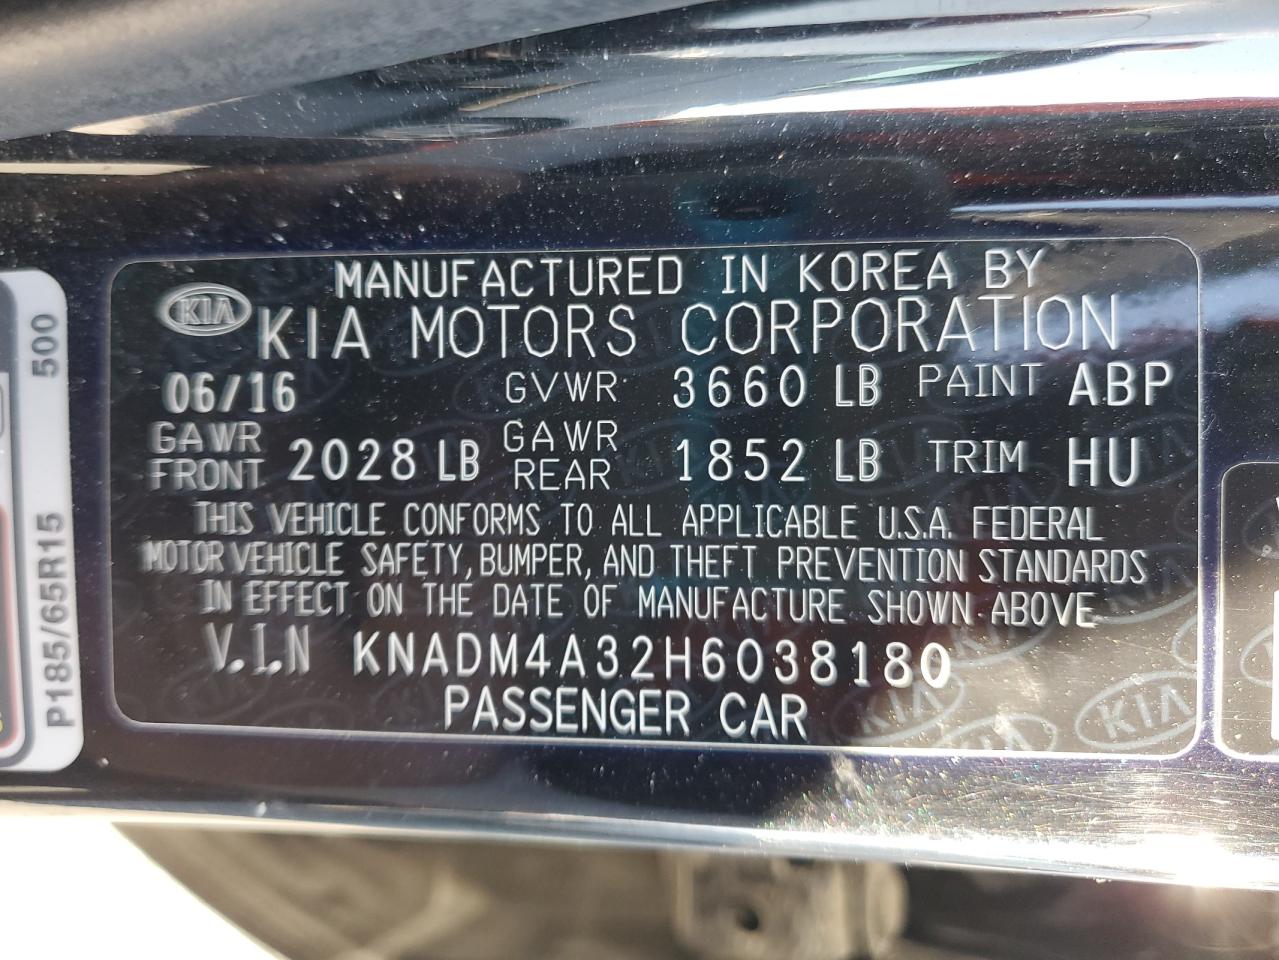 MANUFACTURED IN KOREA BY
KIA KIA MOTORS CORPORATION
06/16 GVWR 3660 LB PAINT ABP
GAWR FRONT 2028 LB GAWR REAR 1852 LB TRIM HU
THIS VEHICLE CONFORMS TO ALL APPLICABLE U.S.A. FEDERAL
MOTOR VEHICLE SAFETY, BUMPER, AND THEFT PREVENTION STANDARDS
IN EFFECT ON THE DATE OF MANUFACTURE SHOWN ABOVE
V.I.N KNADM4A32H6038180
PASSENGER CAR
P185/65R15 500